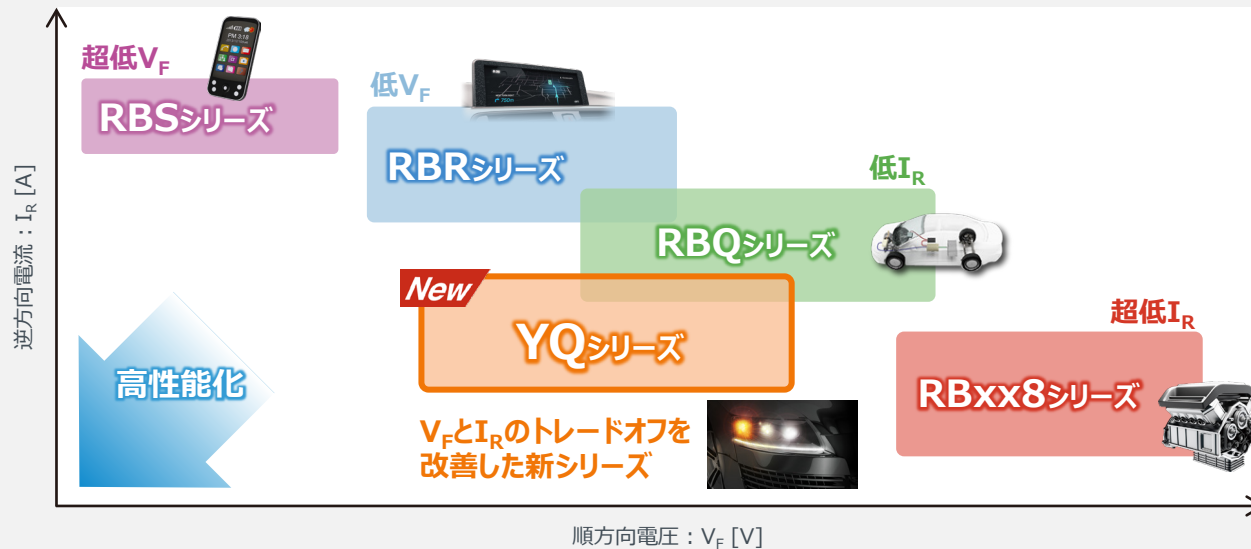 超低VF
RBSシリーズ
PM 3:18
低VF
RBRシリーズ
低IR
RBQシリーズ
New
YQシリーズ
VFとIRのトレードオフを
改善した新シリーズ
超低IR
RBxx8シリーズ
高性能化
逆方向電流：IR [A]
順方向電圧：VF [V]